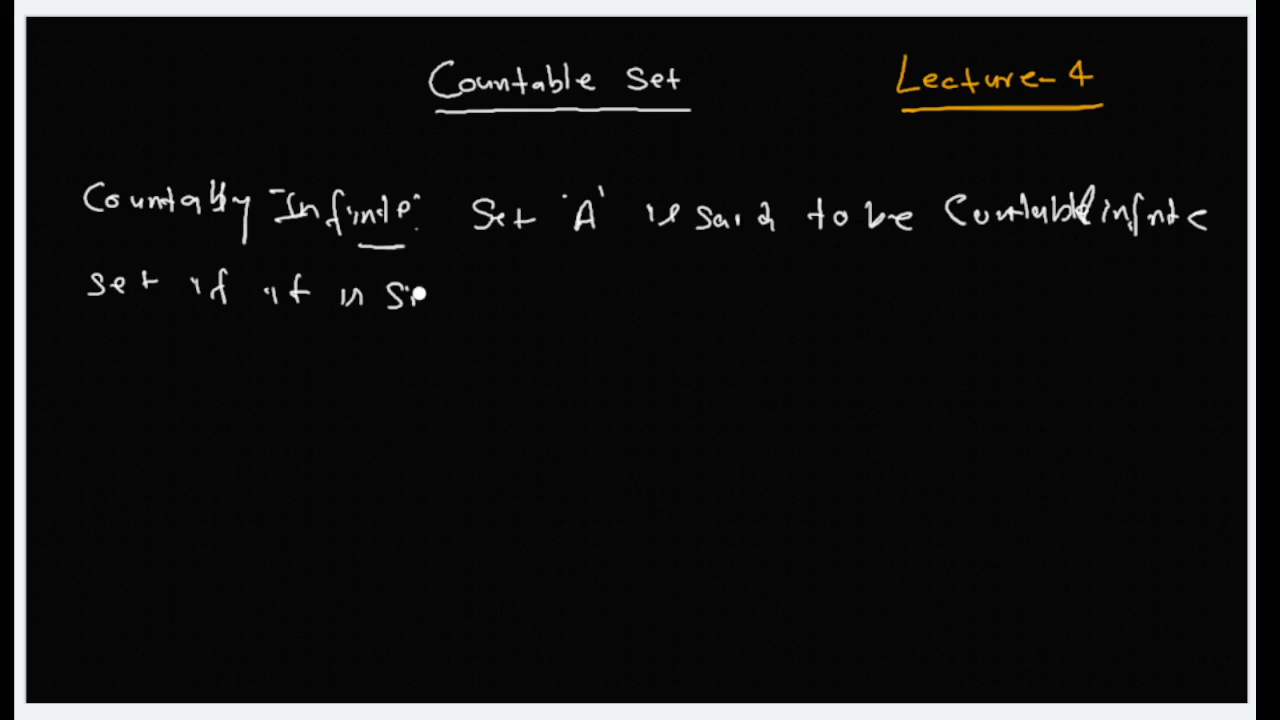 Countable Set
Lecture-4
Countably Infinite: Set 'A' is said to be Countable infinite
set if it is